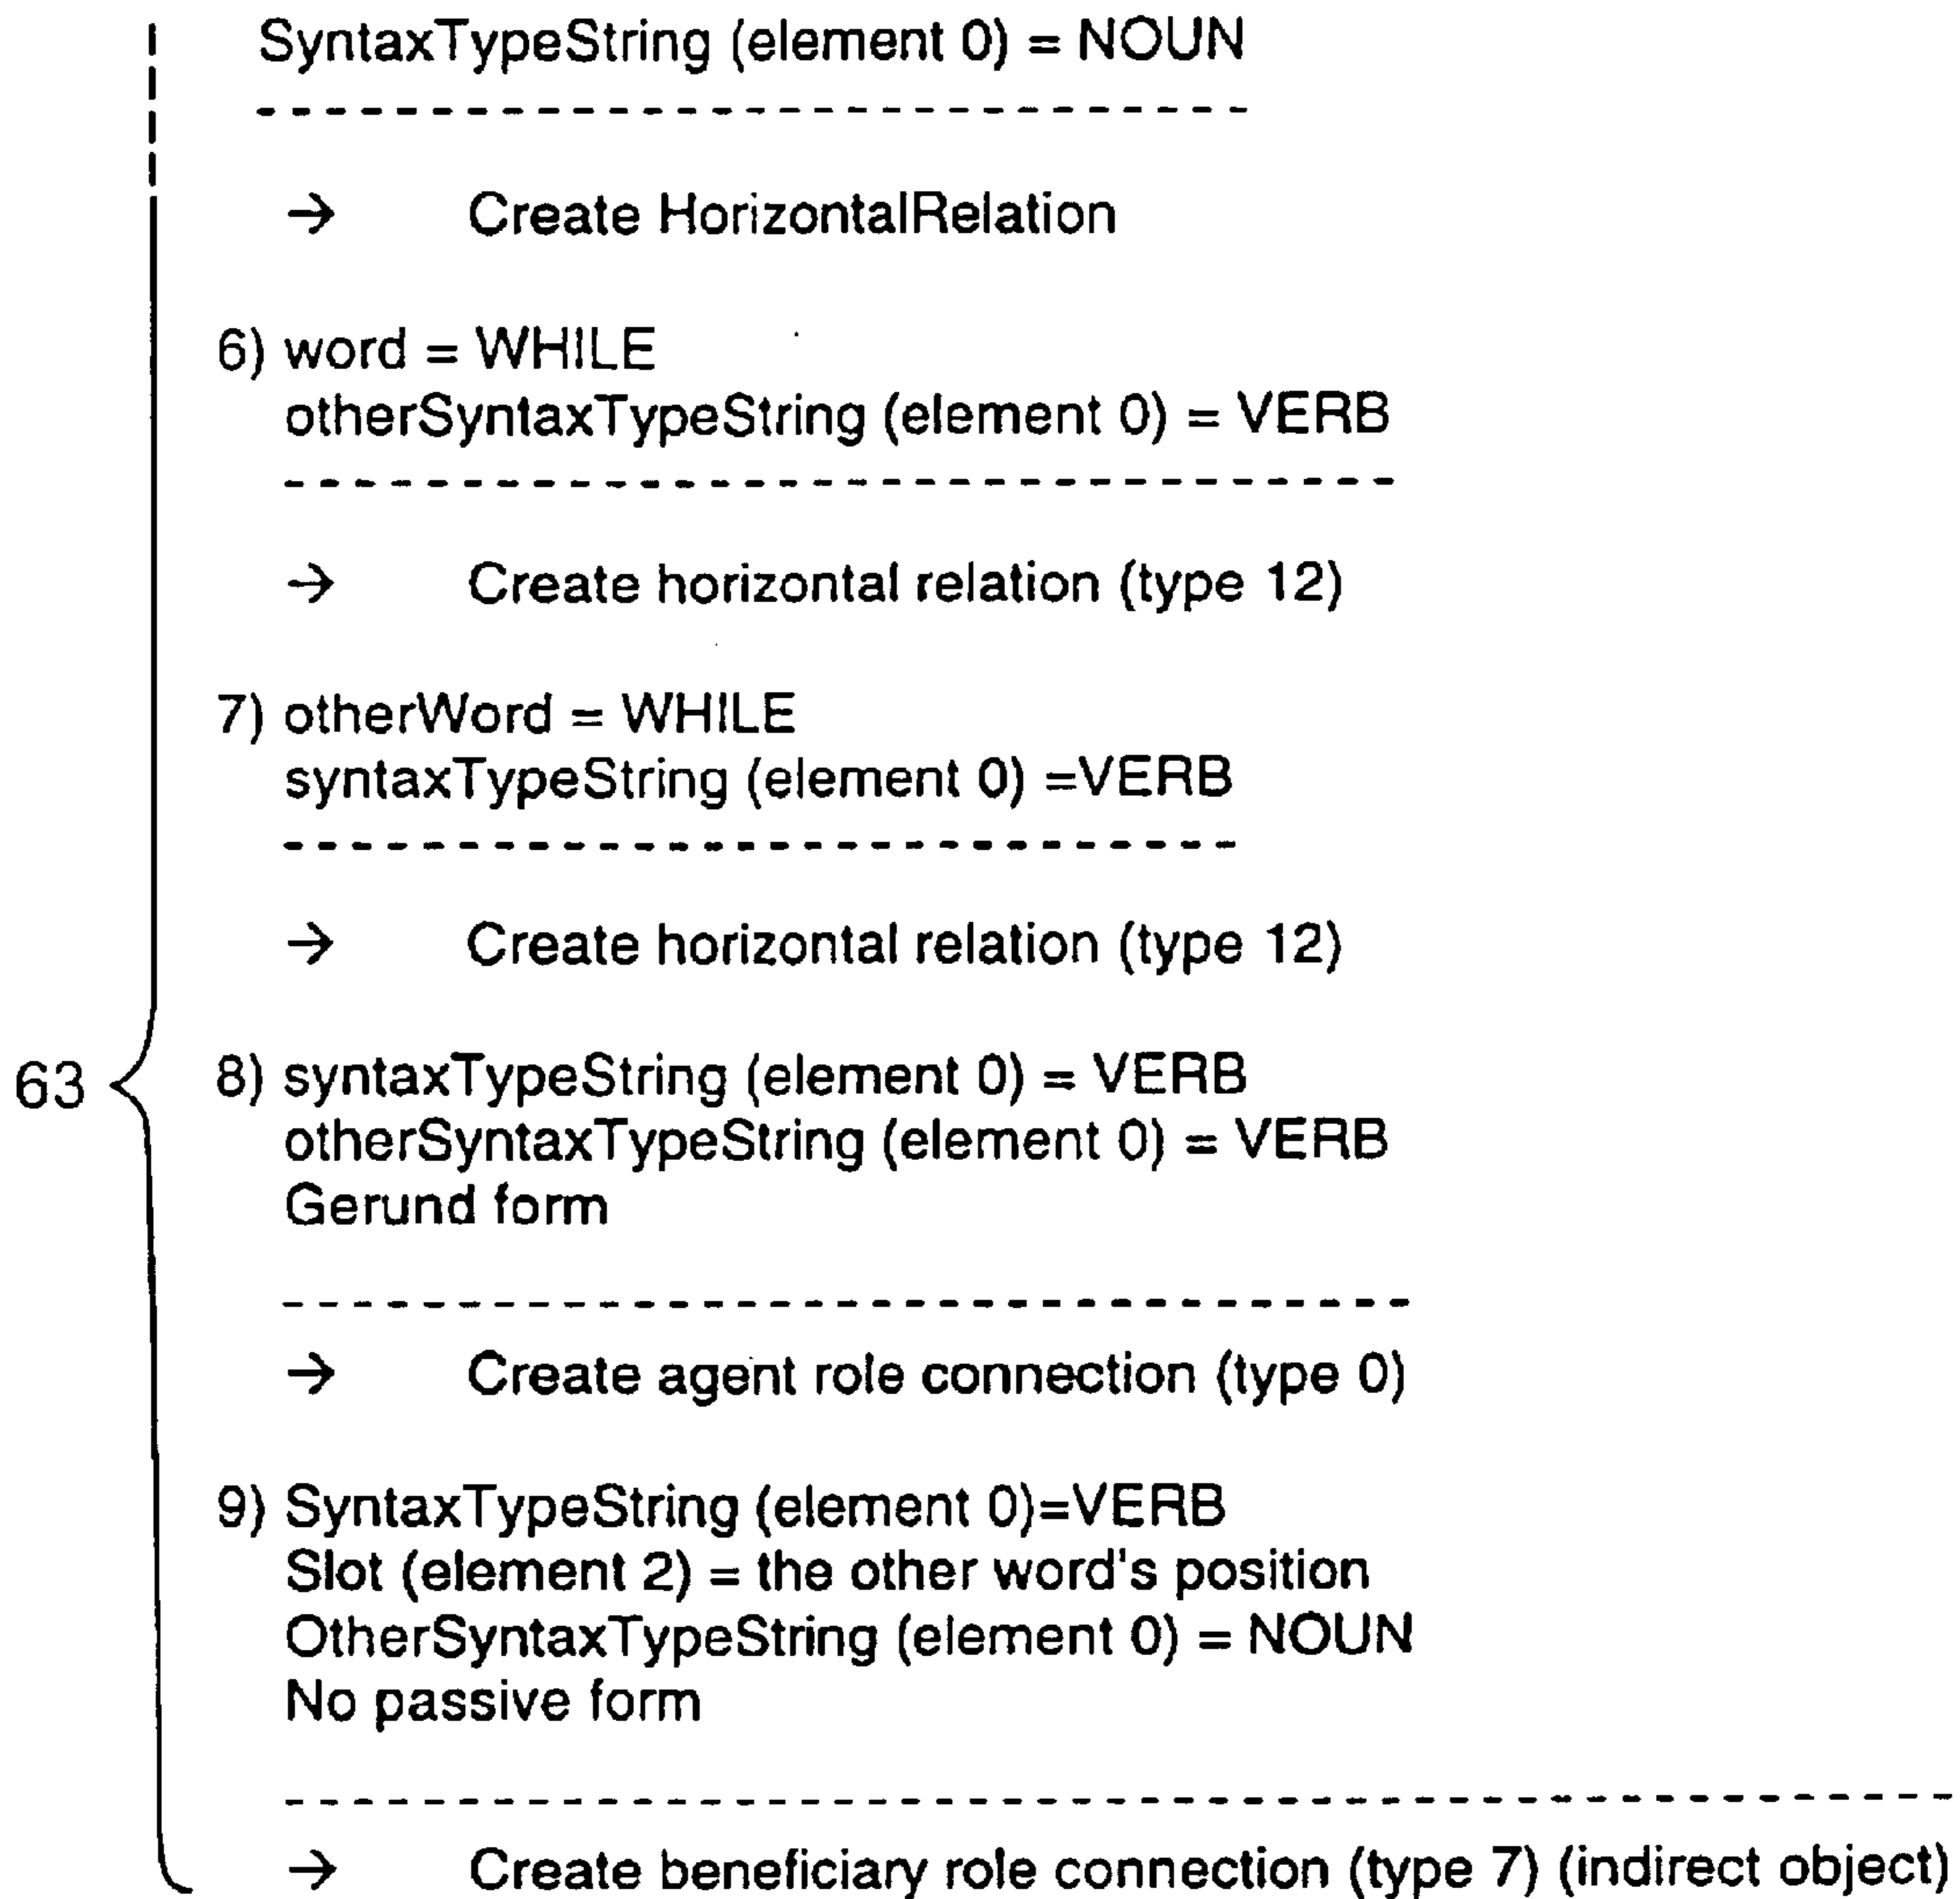 SyntaxTypeString (element 0) = NOUN
→ Create HorizontalRelation
6) word = WHILE
otherSyntaxTypeString (element 0) = VERB
→ Create horizontal relation (type 12)
7) otherWord = WHILE
syntaxTypeString (element 0) =VERB
→ Create horizontal relation (type 12)
63
8) syntaxTypeString (element 0) = VERB
otherSyntaxTypeString (element 0) = VERB
Gerund form
→ Create agent role connection (type 0)
9) SyntaxTypeString (element 0)=VERB
Slot (element 2) = the other word's position
OtherSyntaxTypeString (element 0) = NOUN
No passive form
→ Create beneficiary role connection (type 7) (indirect object)